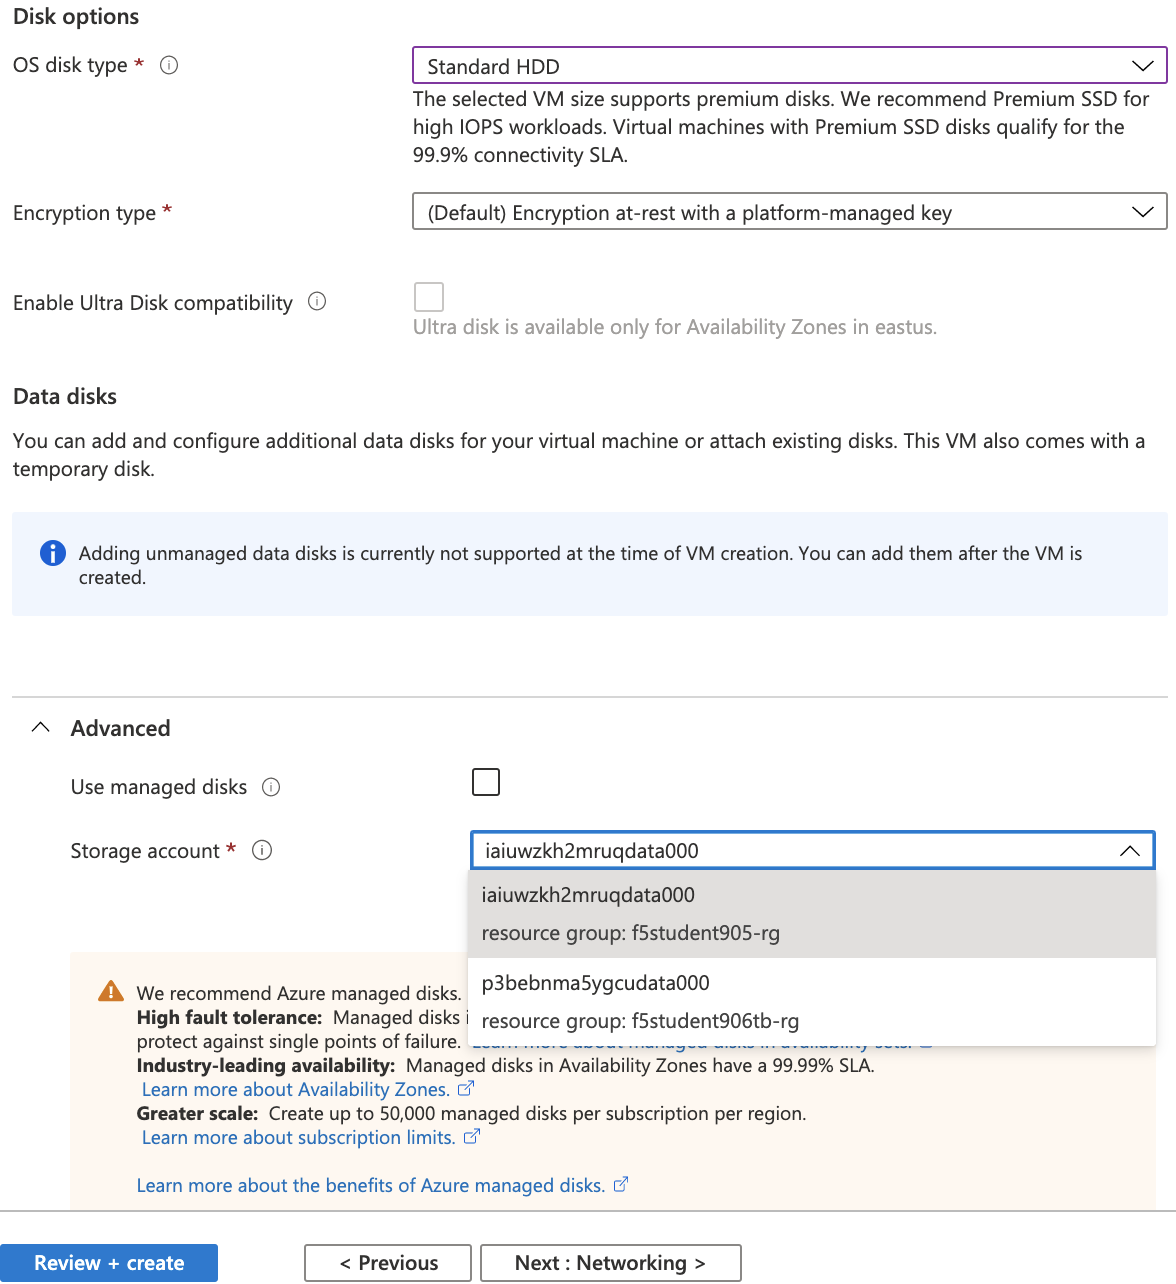 Disk options
OS disk type *
Standard HDD
The selected VM size supports premium disks. We recommend Premium SSD for
high IOPS workloads. Virtual machines with Premium SSD disks qualify for the
99.9% connectivity SLA.
Encryption type *
(Default) Encryption at-rest with a platform-managed key
Enable Ultra Disk compatibility
Ultra disk is available only for Availability Zones in eastus.
Data disks
You can add and configure additional data disks for your virtual machine or attach existing disks. This VM also comes with a
temporary disk.
Adding unmanaged data disks is currently not supported at the time of VM creation. You can add them after the VM is
created.
Advanced
Use managed disks
Storage account *
iaiuwzkh2mruqdata000
iaiuwzkh2mruqdata000
resource group: f5student905-rg
p3bebnma5ygcudata000
resource group: f5student906tb-rg
We recommend Azure managed disks.
High fault tolerance: Managed disks
protect against single points of failure. Learn more about managed disks in availability sets.
Industry-leading availability: Managed disks in Availability Zones have a 99.99% SLA.
Learn more about Availability Zones.
Greater scale: Create up to 50,000 managed disks per subscription per region.
Learn more about subscription limits.
Learn more about the benefits of Azure managed disks.
Review + create
< Previous
Next : Networking >